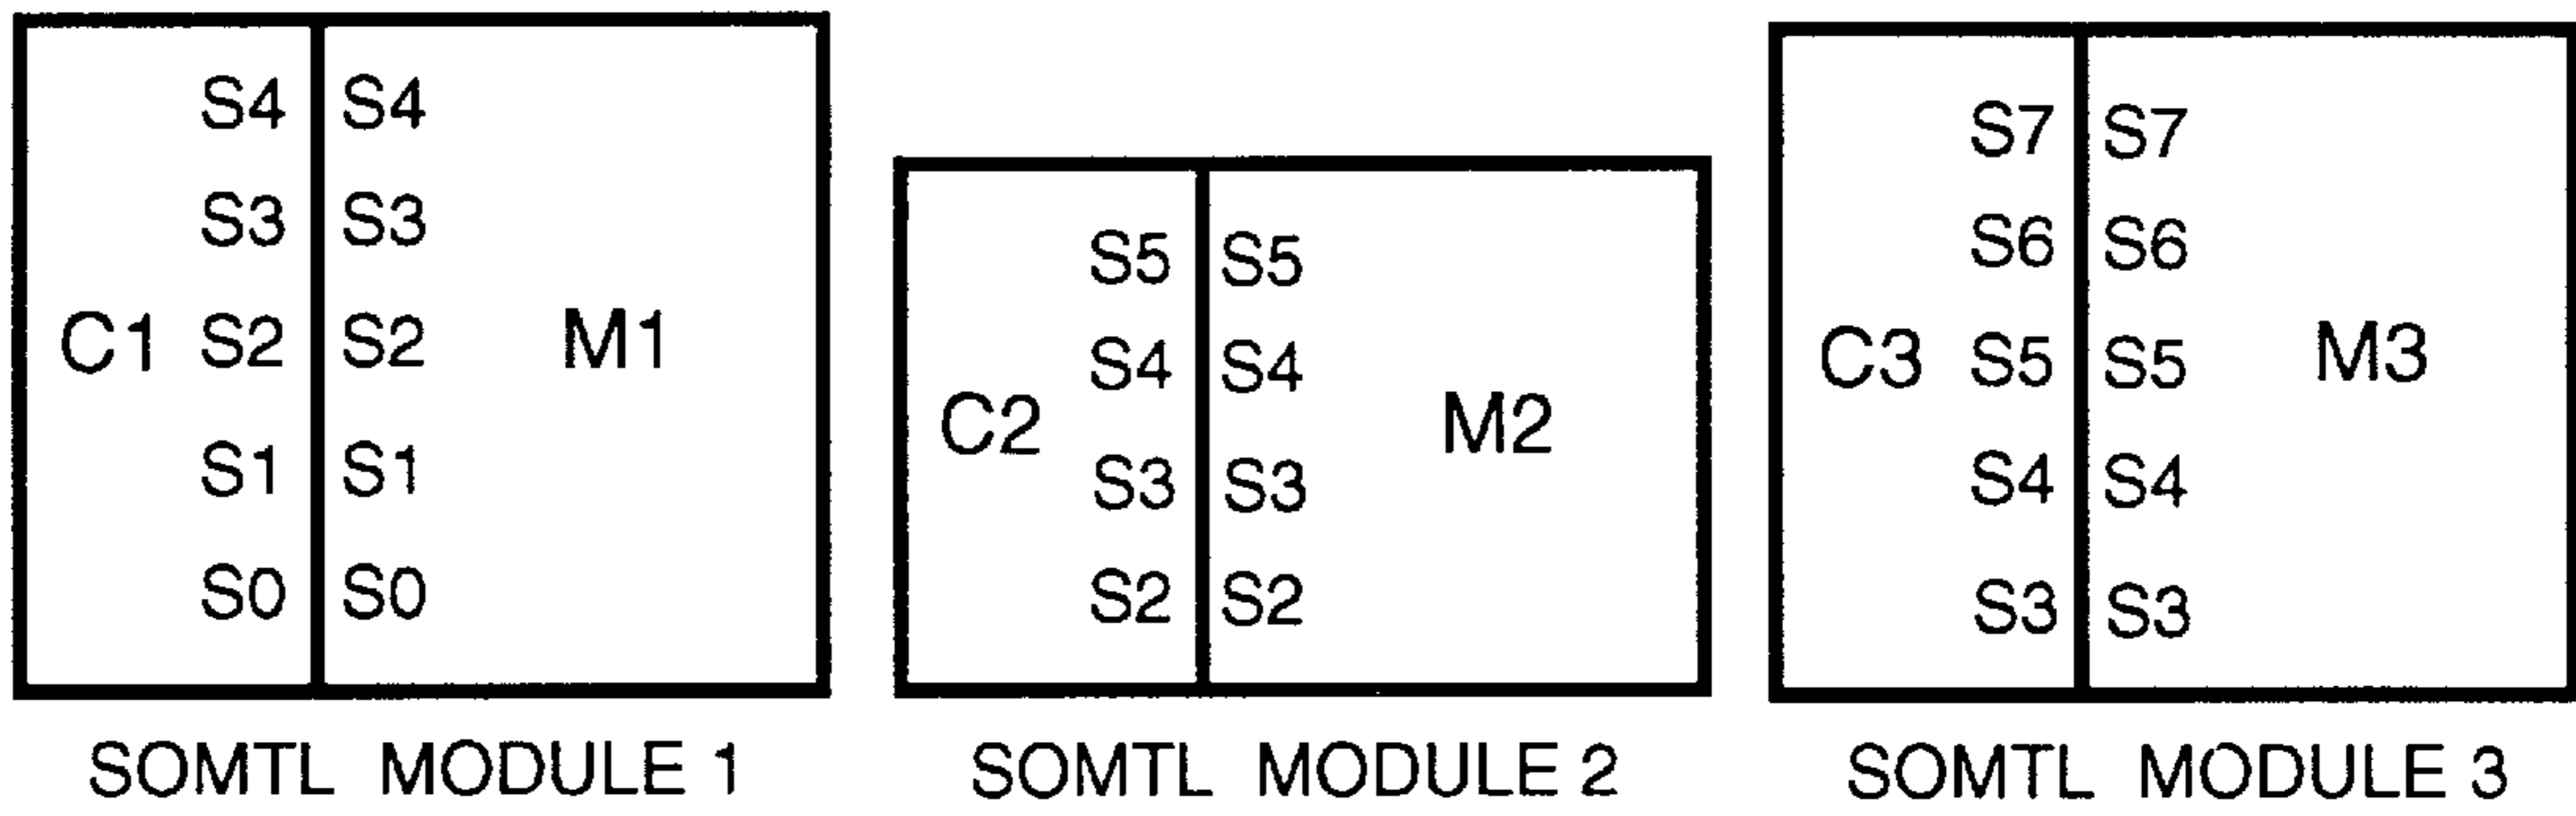 S4 S4
S3 S3
C1 S2 S2 M1
S1 S1
S0 S0
SOMTL MODULE 1
S5 S5
S4 S4
C2 M2
S3 S3
S2 S2
SOMTL MODULE 2
S7 S7
S6 S6
C3 S5 S5 M3
S4 S4
S3 S3
SOMTL MODULE 3